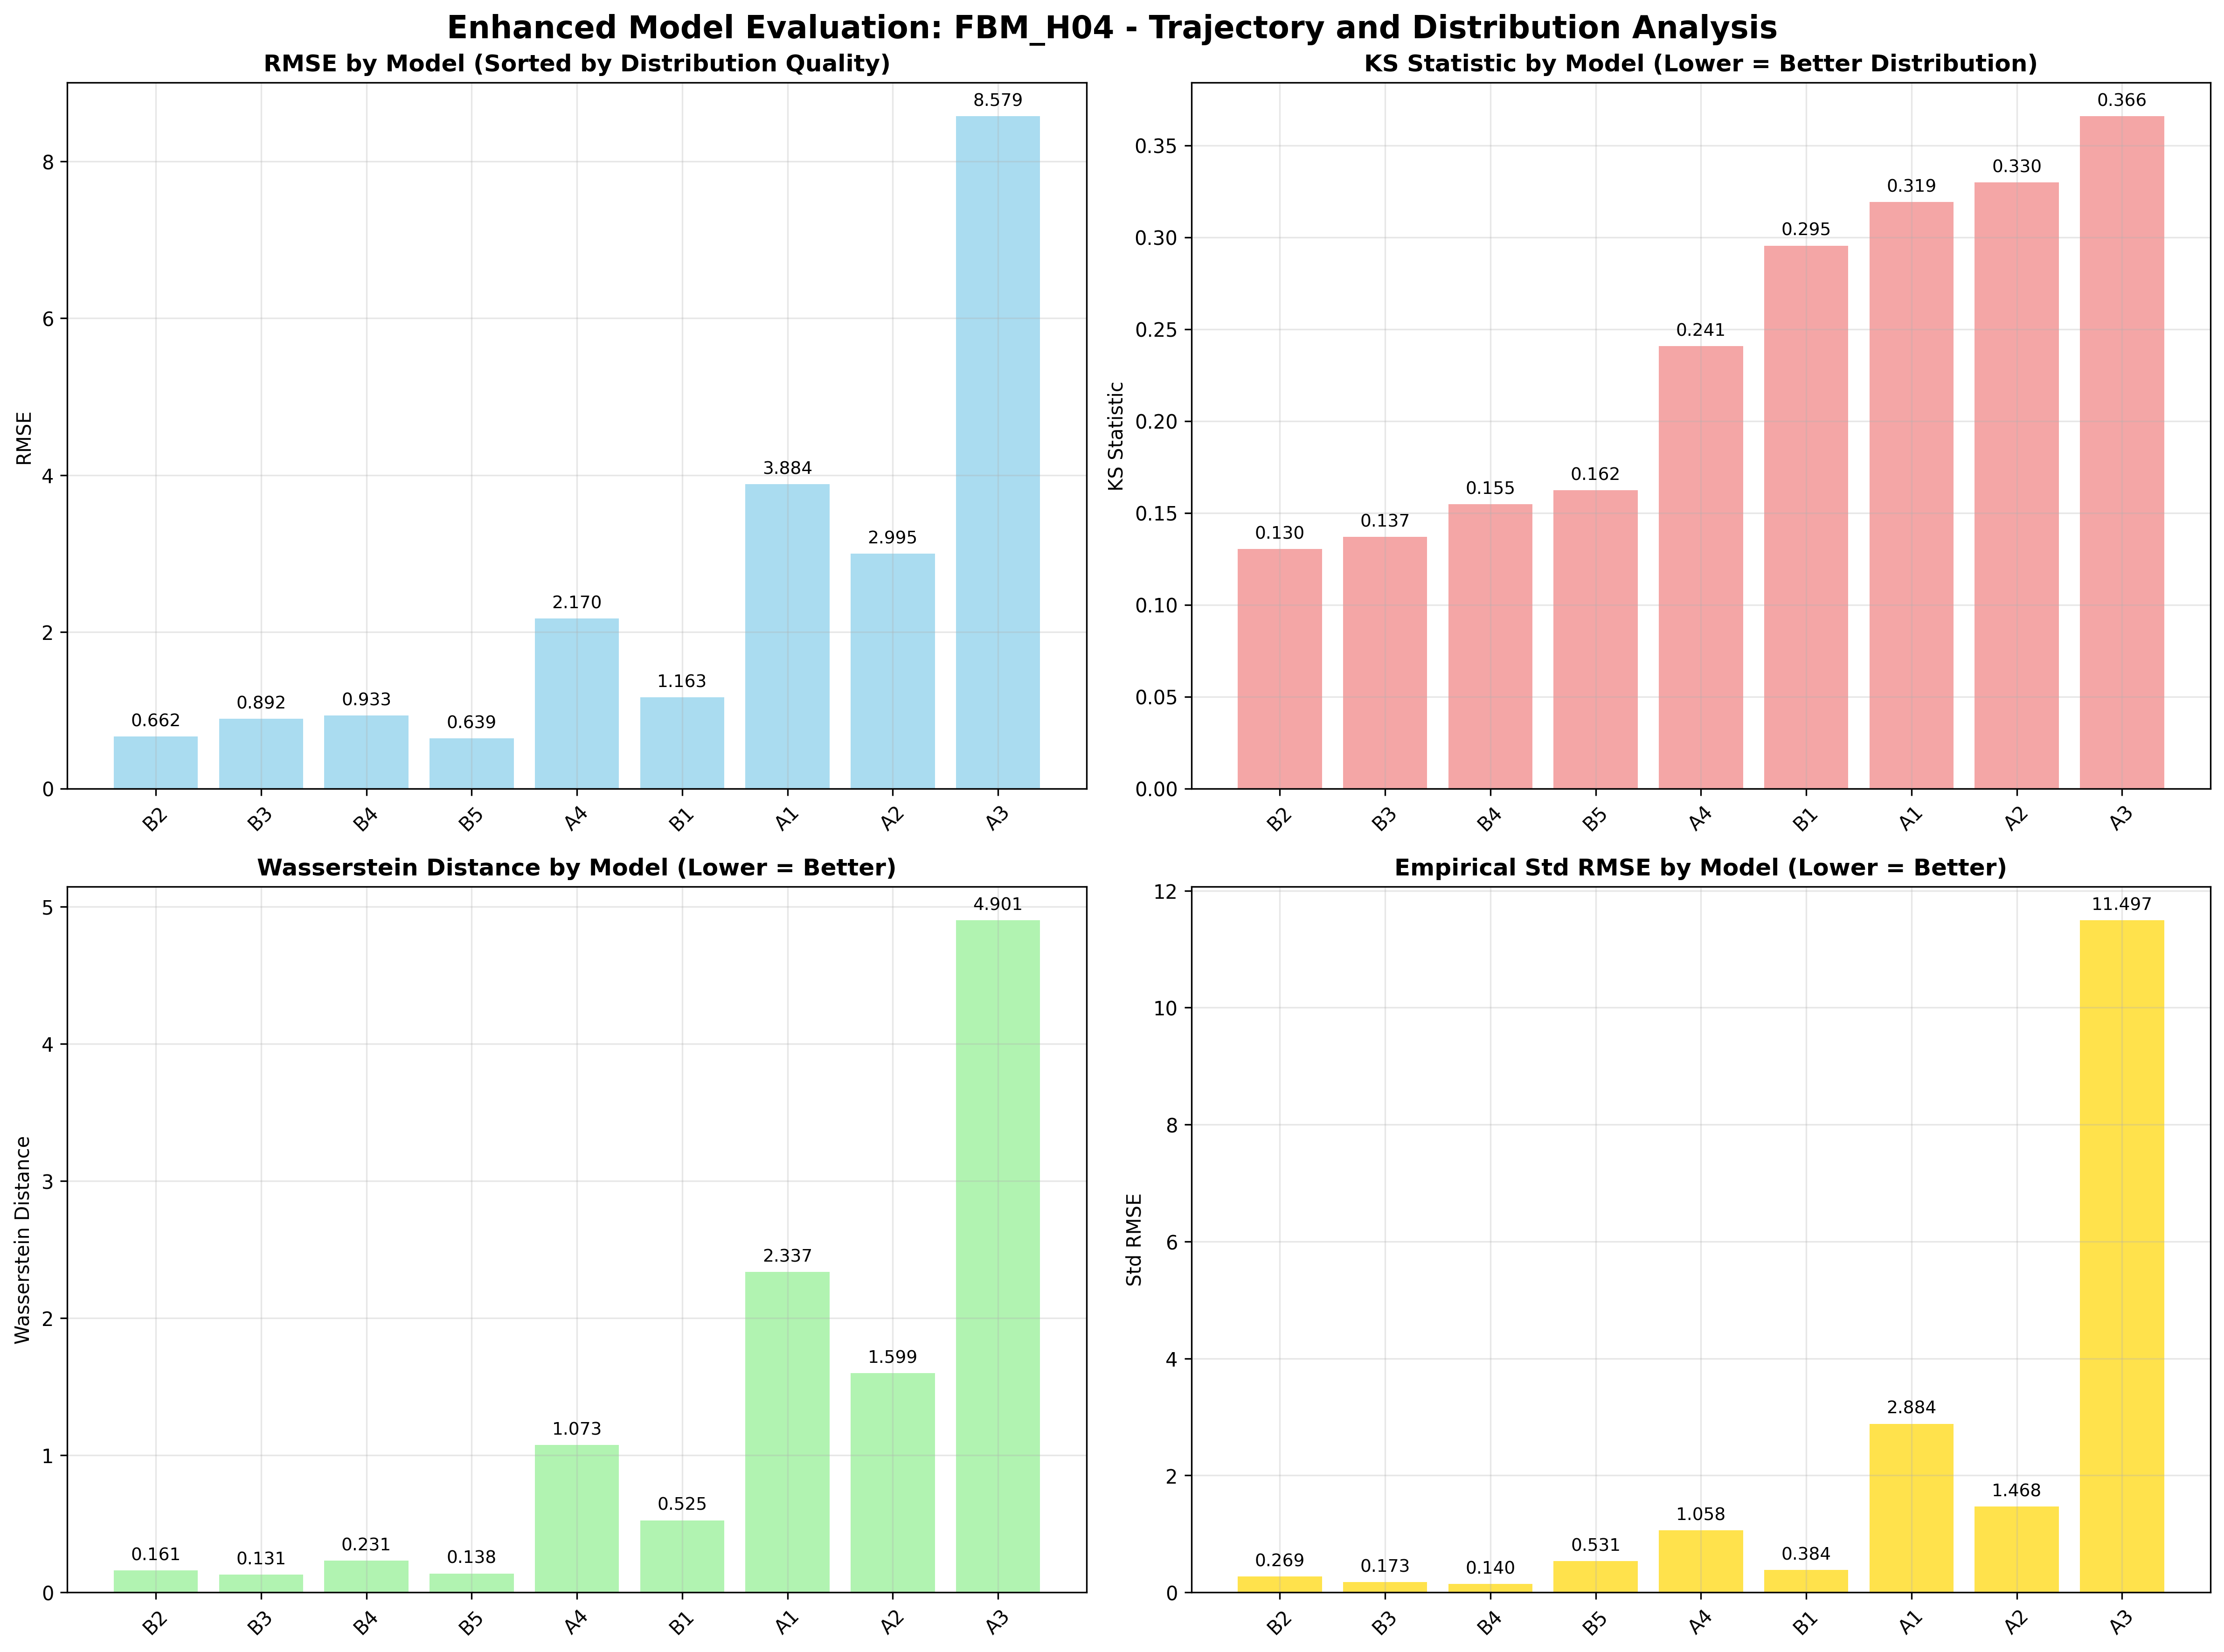 Enhanced Model Evaluation: FBM_H04 - Trajectory and Distribution Analysis
RMSE by Model (Sorted by Distribution Quality)
RMSE
8
6
4
2
0
0.662
0.892
0.933
0.639
2.170
1.163
3.884
2.995
8.579
B2
B3
B4
B5
A4
B1
A1
A2
A3
KS Statistic by Model (Lower = Better Distribution)
KS Statistic
0.35
0.30
0.25
0.20
0.15
0.10
0.05
0.00
0.130
0.137
0.155
0.162
0.241
0.295
0.319
0.330
0.366
B2
B3
B4
B5
A4
B1
A1
A2
A3
Wasserstein Distance by Model (Lower = Better)
Wasserstein Distance
5
4
3
2
1
0
0.161
0.131
0.231
0.138
1.073
0.525
2.337
1.599
4.901
B2
B3
B4
B5
A4
B1
A1
A2
A3
Empirical Std RMSE by Model (Lower = Better)
Std RMSE
12
10
8
6
4
2
0
0.269
0.173
0.140
0.531
1.058
0.384
2.884
1.468
11.497
B2
B3
B4
B5
A4
B1
A1
A2
A3